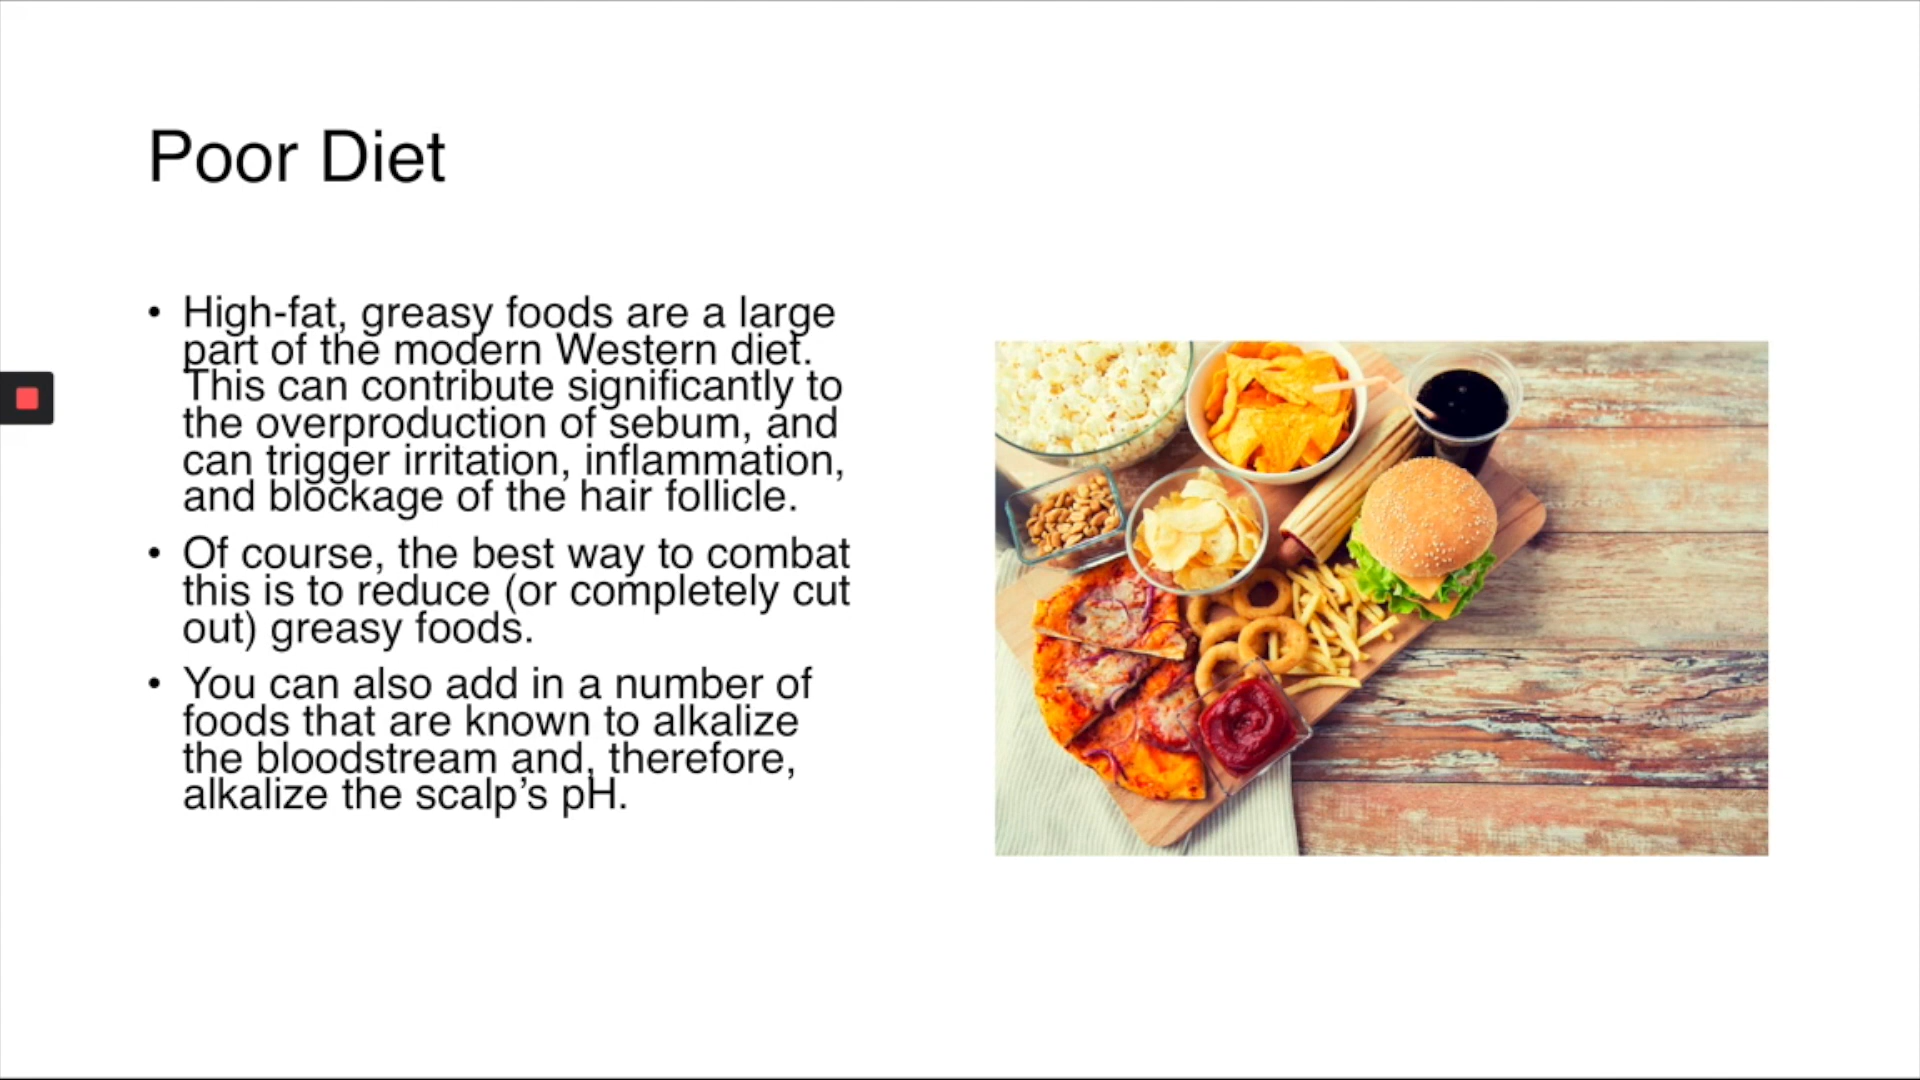 Poor Diet
• High-fat, greasy foods are a large
part of the modern Western diet.
This can contribute significantly to
the overproduction of sebum, and
can trigger irritation, inflammation,
and blockage of the hair follicle.
• Of course, the best way to combat
this is to reduce (or completely cut
out) greasy foods.
• You can also add in a number of
foods that are known to alkalize
the bloodstream and, therefore,
alkalize the scalp’s pH.